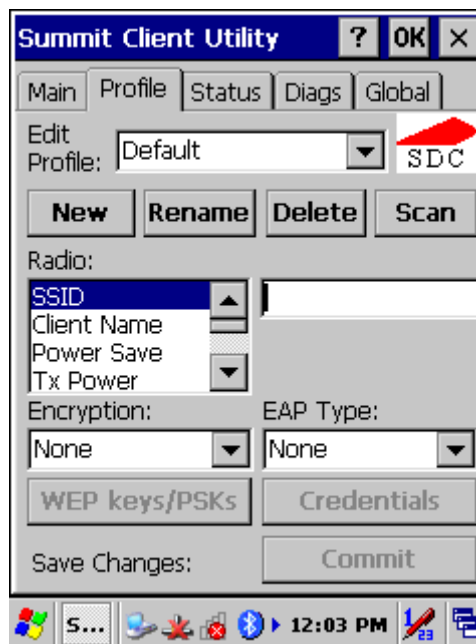 Summit Client Utility ? OK ×
Main Profile Status Diags Global
Edit Profile: Default
SDC
New Rename Delete Scan
Radio:
SSID
Client Name
Power Save
Tx Power
Encryption: EAP Type:
None None
WEP keys/PSKs Credentials
Save Changes: Commit
S... 12:03 PM 1/23